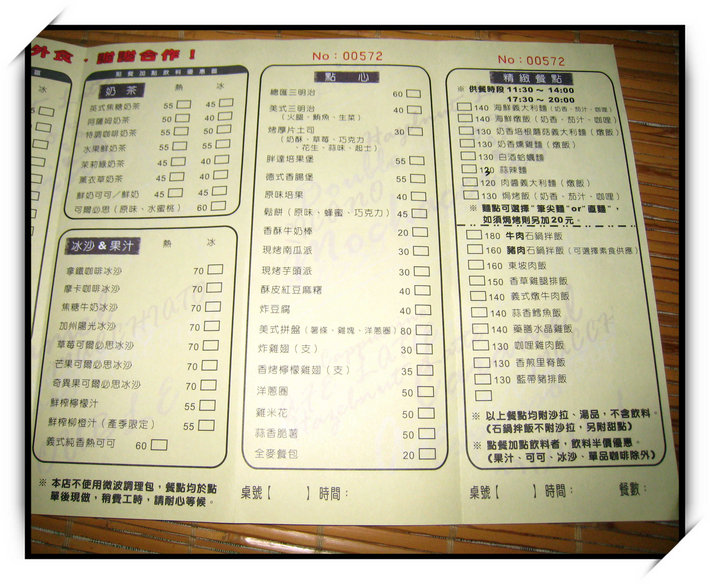 外食，謝謝合作！
點餐加點飲料優惠區
冰
奶茶 熱 冰
英式焦糖奶茶 55 45
阿薩姆奶茶 55 45
特調咖啡奶茶 55 55
水果鮮奶茶 55 55
茉莉綠奶茶 45 45
薰衣草奶茶 45 45
鮮奶可可/鮮奶 45 45
可爾必思(原味、水蜜桃) 60
冰沙&果汁 熱 冰
拿鐵咖啡冰沙 70
摩卡咖啡冰沙 70
焦糖牛奶冰沙 70
加州陽光冰沙 70
草莓可爾必思冰沙 70
芒果可爾必思冰沙 70
奇異果可爾必思冰沙 70
鮮榨檸檬汁 55
鮮榨柳橙汁(產季限定) 55
義式純香熱可可 60
※ 本店不使用微波調理包，餐點均於點
單後現做，稍費工時，請耐心等候。
No:00572
點心
總匯三明治 60
美式三明治 40
(火腿、鮪魚、生菜)
烤厚片土司 30
(奶酥、草莓、巧克力
、花生、蒜味、起士)
胖達培果堡 55
德式香腸堡 55
原味培果 40
鬆餅(原味、蜂蜜、巧克力) 45
香酥牛奶棒 20
現烤南瓜派 30
現烤芋頭派 30
酥皮紅豆麻糬 40
炸豆腐 40
美式拼盤(薯條、雞塊、洋蔥圈) 80
炸雞翅(支) 30
香烤檸檬雞翅(支) 35
洋蔥圈 50
雞米花 50
蒜香脆薯 50
全麥餐包 20
桌號【 】時間：
No:00572
精緻餐點
※ 供餐時段 11:30～14:00
17:30～20:00
140 海鮮義大利麵(奶香、茄汁、咖哩)
140 海鮮燉飯(奶香、茄汁、咖哩)
130 奶香培根蘑菇義大利麵(燉飯)
130 奶香燻雞麵(燉飯)
130 白酒蛤蠣麵
120 蒜辣麵
120 肉醬義大利麵(燉飯)
130 焗烤飯(奶香、茄汁、咖哩)
※ 麵點可選擇“筆尖麵”or“直麵”，
如須焗烤則另加20元。
180 牛肉石鍋拌飯
160 豬肉石鍋拌飯(可選擇素食供應)
160 東坡肉飯
150 香草雞腿排飯
140 義式燉牛肉飯
140 蒜香鱈魚飯
140 藥膳水晶雞飯
130 咖哩雞肉飯
130 香煎里脊飯
130 藍帶豬排飯
※ 以上餐點均附沙拉、湯品，不含飲料。
《石鍋拌飯不附沙拉，另附甜點》
※ 點餐加點飲料者，飲料半價優惠。
《果汁、可可、冰沙、單品咖啡除外》
桌號【 】時間： 餐數：